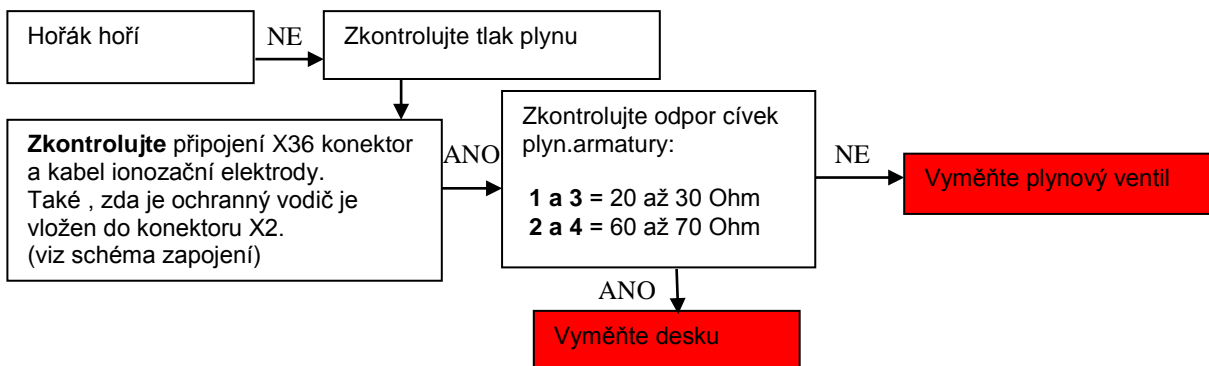 Hořák hoří
NE
Zkontrolujte tlak plynu
Zkontrolujte připojení X36 konektor
a kabel ionozační elektrody.
Také , zda je ochranný vodič je
vložen do konektoru X2.
(viz schéma zapojení)
ANO
Zkontrolujte odpor cívek
plyn.armatury:
1 a 3 = 20 až 30 Ohm
2 a 4 = 60 až 70 Ohm
NE
Vyměňte plynový ventil
ANO
Vyměňte desku